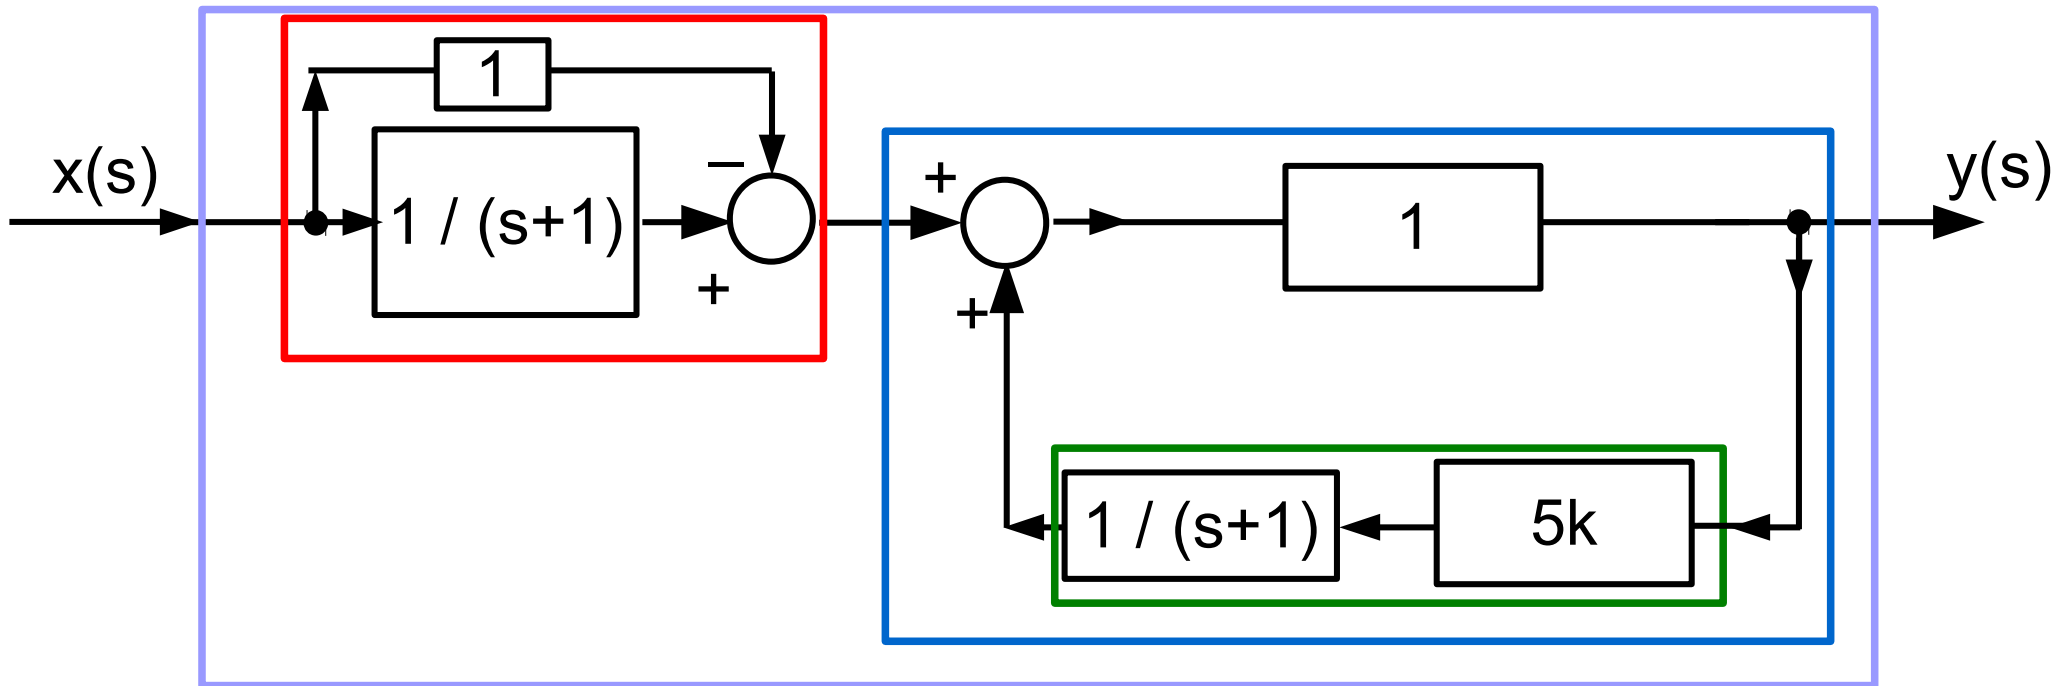 1
x(s)
1 / (s+1)
–
+
+
+
1
y(s)
1 / (s+1)
5k